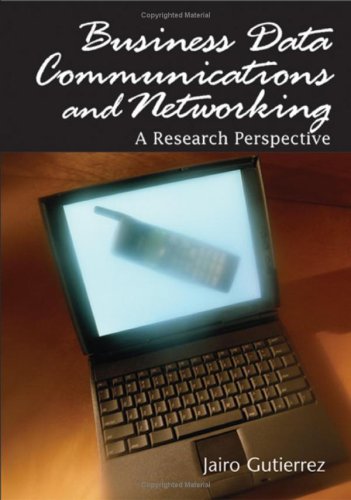 Copyrighted Material
Business Data
Communications
and Networking
A Research Perspective
Jairo Gutierrez
Copyrighted Material